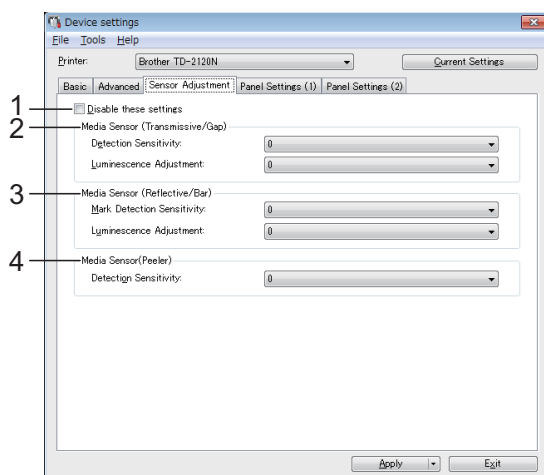 Device settings
File Tools Help
Printer: Brother TD-2120N Current Settings
Basic Advanced Sensor Adjustment Panel Settings (1) Panel Settings (2)
1 Disable these settings
2 Media Sensor (Transmissive/Gap)
Detection Sensitivity: 0
Luminescence Adjustment: 0
3 Media Sensor (Reflective/Bar)
Mark Detection Sensitivity: 0
Luminescence Adjustment: 0
4 Media Sensor(Peeler)
Detection Sensitivity: 0
Apply Exit